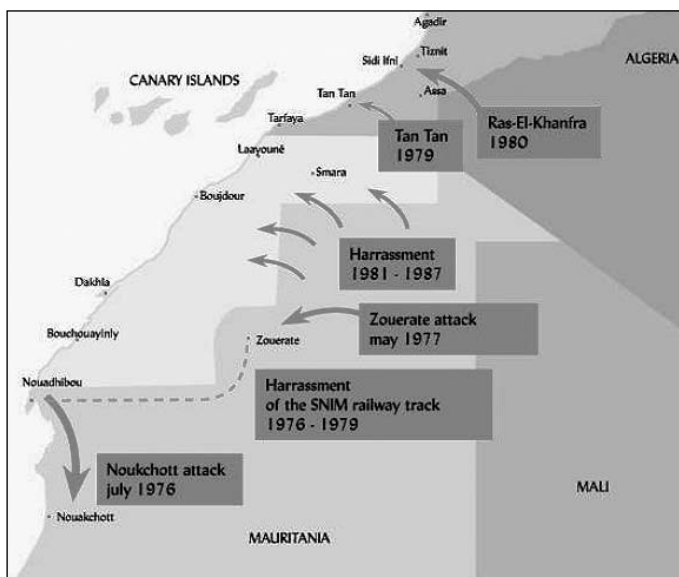 Agadir
Tiznit
Sidi Ifni
ALGERIA
CANARY ISLANDS
Tan Tan
Assa
Tarfaya
Tan Tan
1979
Ras-El-Khanfra
1980
Laayouné
Smara
Boujdour
Harrassment
1981 - 1987
Dakhla
Zouerate attack
may 1977
Bouchouayinly
Zouerate
Nouadhibou
Harrassment
of the SNIM railway track
1976 - 1979
Noukchott attack
july 1976
MALI
Nouakchott
MAURITANIA